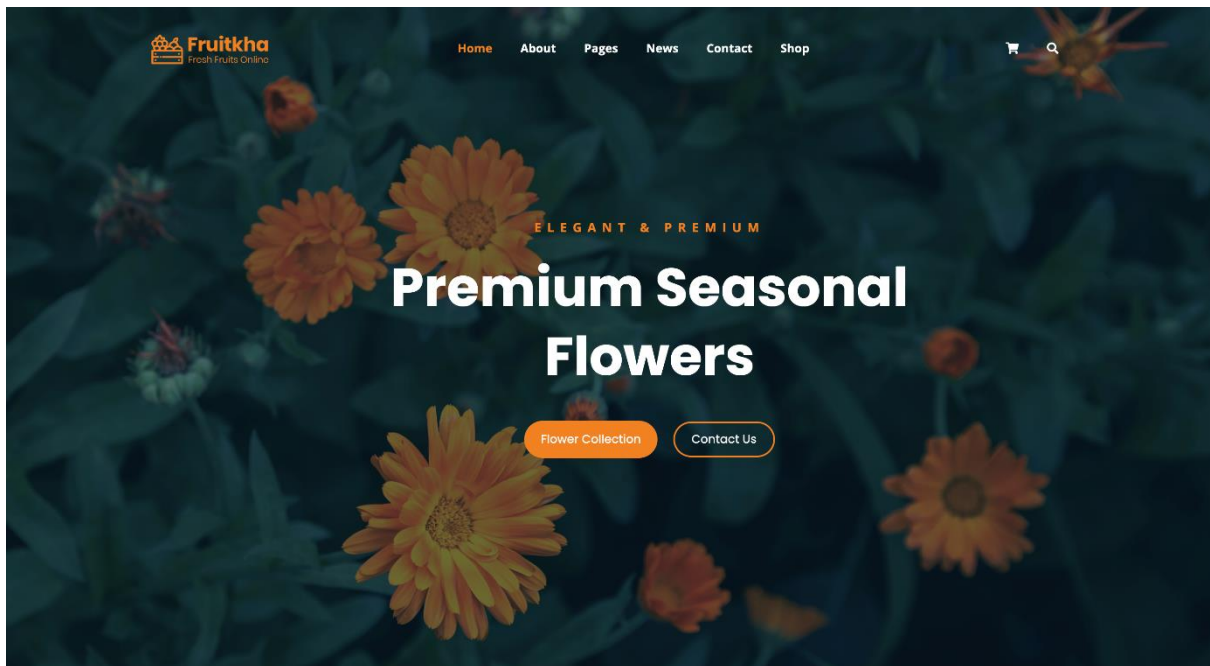 Fruitkha
Fresh Fruits Online
Home About Pages News Contact Shop
ELEGANT & PREMIUM
Premium Seasonal
Flowers
Flower Collection Contact Us